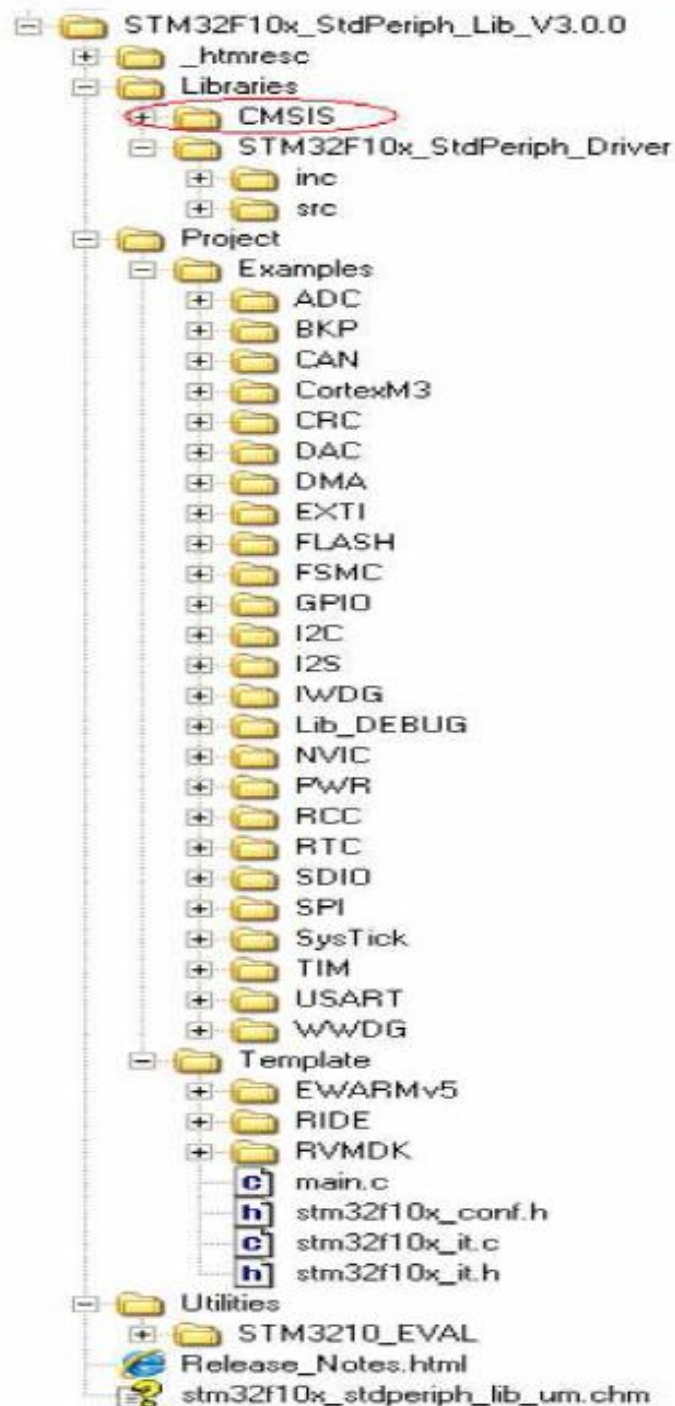 STM32F10x_StdPeriph_Lib_V3.0.0
_htmresc
Libraries
CMSIS
STM32F10x_StdPeriph_Driver
inc
src
Project
Examples
ADC
BKP
CAN
CortexM3
CRC
DAC
DMA
EXTI
FLASH
FSMC
GPIO
I2C
I2S
IWDG
Lib_DEBUG
NVIC
PWR
RCC
RTC
SDIO
SPI
SysTick
TIM
USART
WWDG
Template
EWARMv5
RIDE
RVMDK
c main.c
h stm32f10x_conf.h
c stm32f10x_it.c
h stm32f10x_it.h
Utilities
STM3210_EVAL
Release_Notes.html
stm32f10x_stdperiph_lib_um.chm